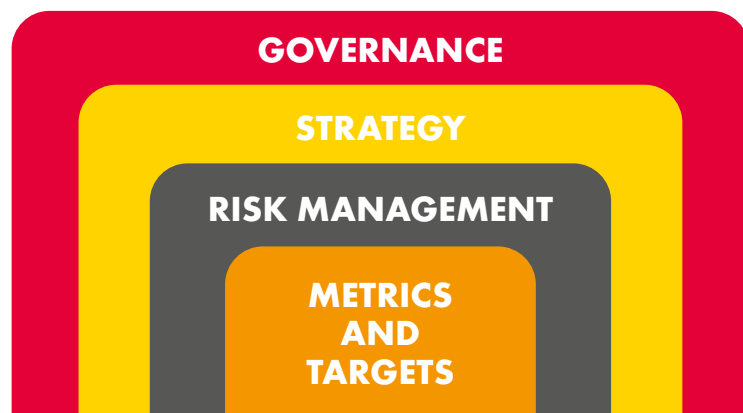 GOVERNANCE
STRATEGY
RISK MANAGEMENT
METRICS
AND
TARGETS